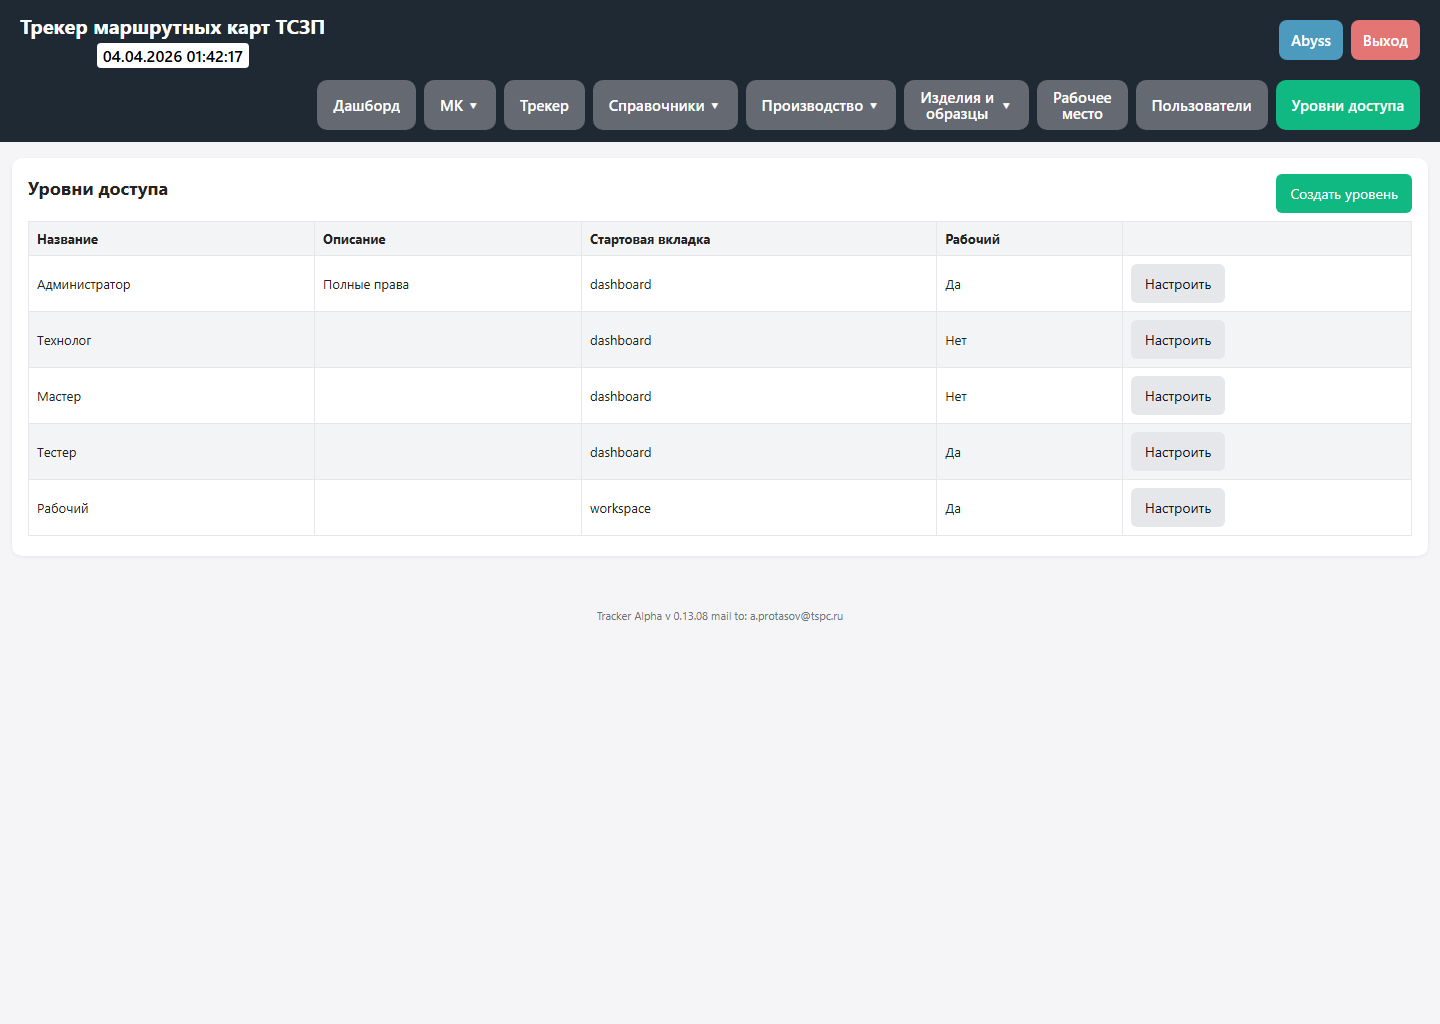 Трекер маршрутных карт ТСЗП
04.04.2026 01:42:17
Abyss
Выход
Дашборд
МК ▼
Трекер
Справочники ▼
Производство ▼
Изделия и
образцы ▼
Рабочее
место
Пользователи
Уровни доступа
Уровни доступа
Создать уровень
Название Описание Стартовая вкладка Рабочий
Администратор Полные права dashboard Да Настроить
Технолог dashboard Нет Настроить
Мастер dashboard Нет Настроить
Тестер dashboard Да Настроить
Рабочий workspace Да Настроить
Tracker Alpha v 0.13.08 mail to: a.protasov@tspc.ru